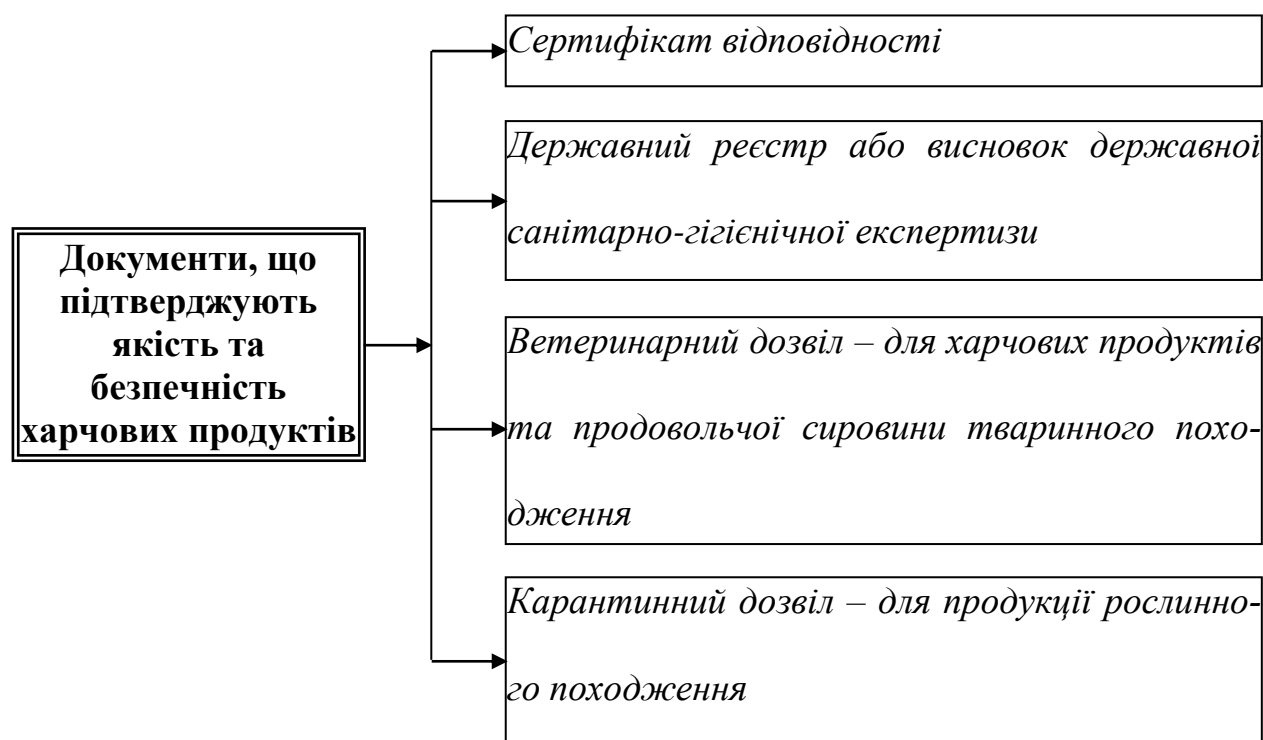 Сертифікат відповідності
Державний реєстр або висновок державної
санітарно-гігієнічної експертизи
Документи, що
підтверджують
якість та
безпечність
харчових продуктів
Ветеринарний дозвіл – для харчових продуктів
та продовольчої сировини тваринного похо-
дження
Карантинний дозвіл – для продукції рослинно-
го походження